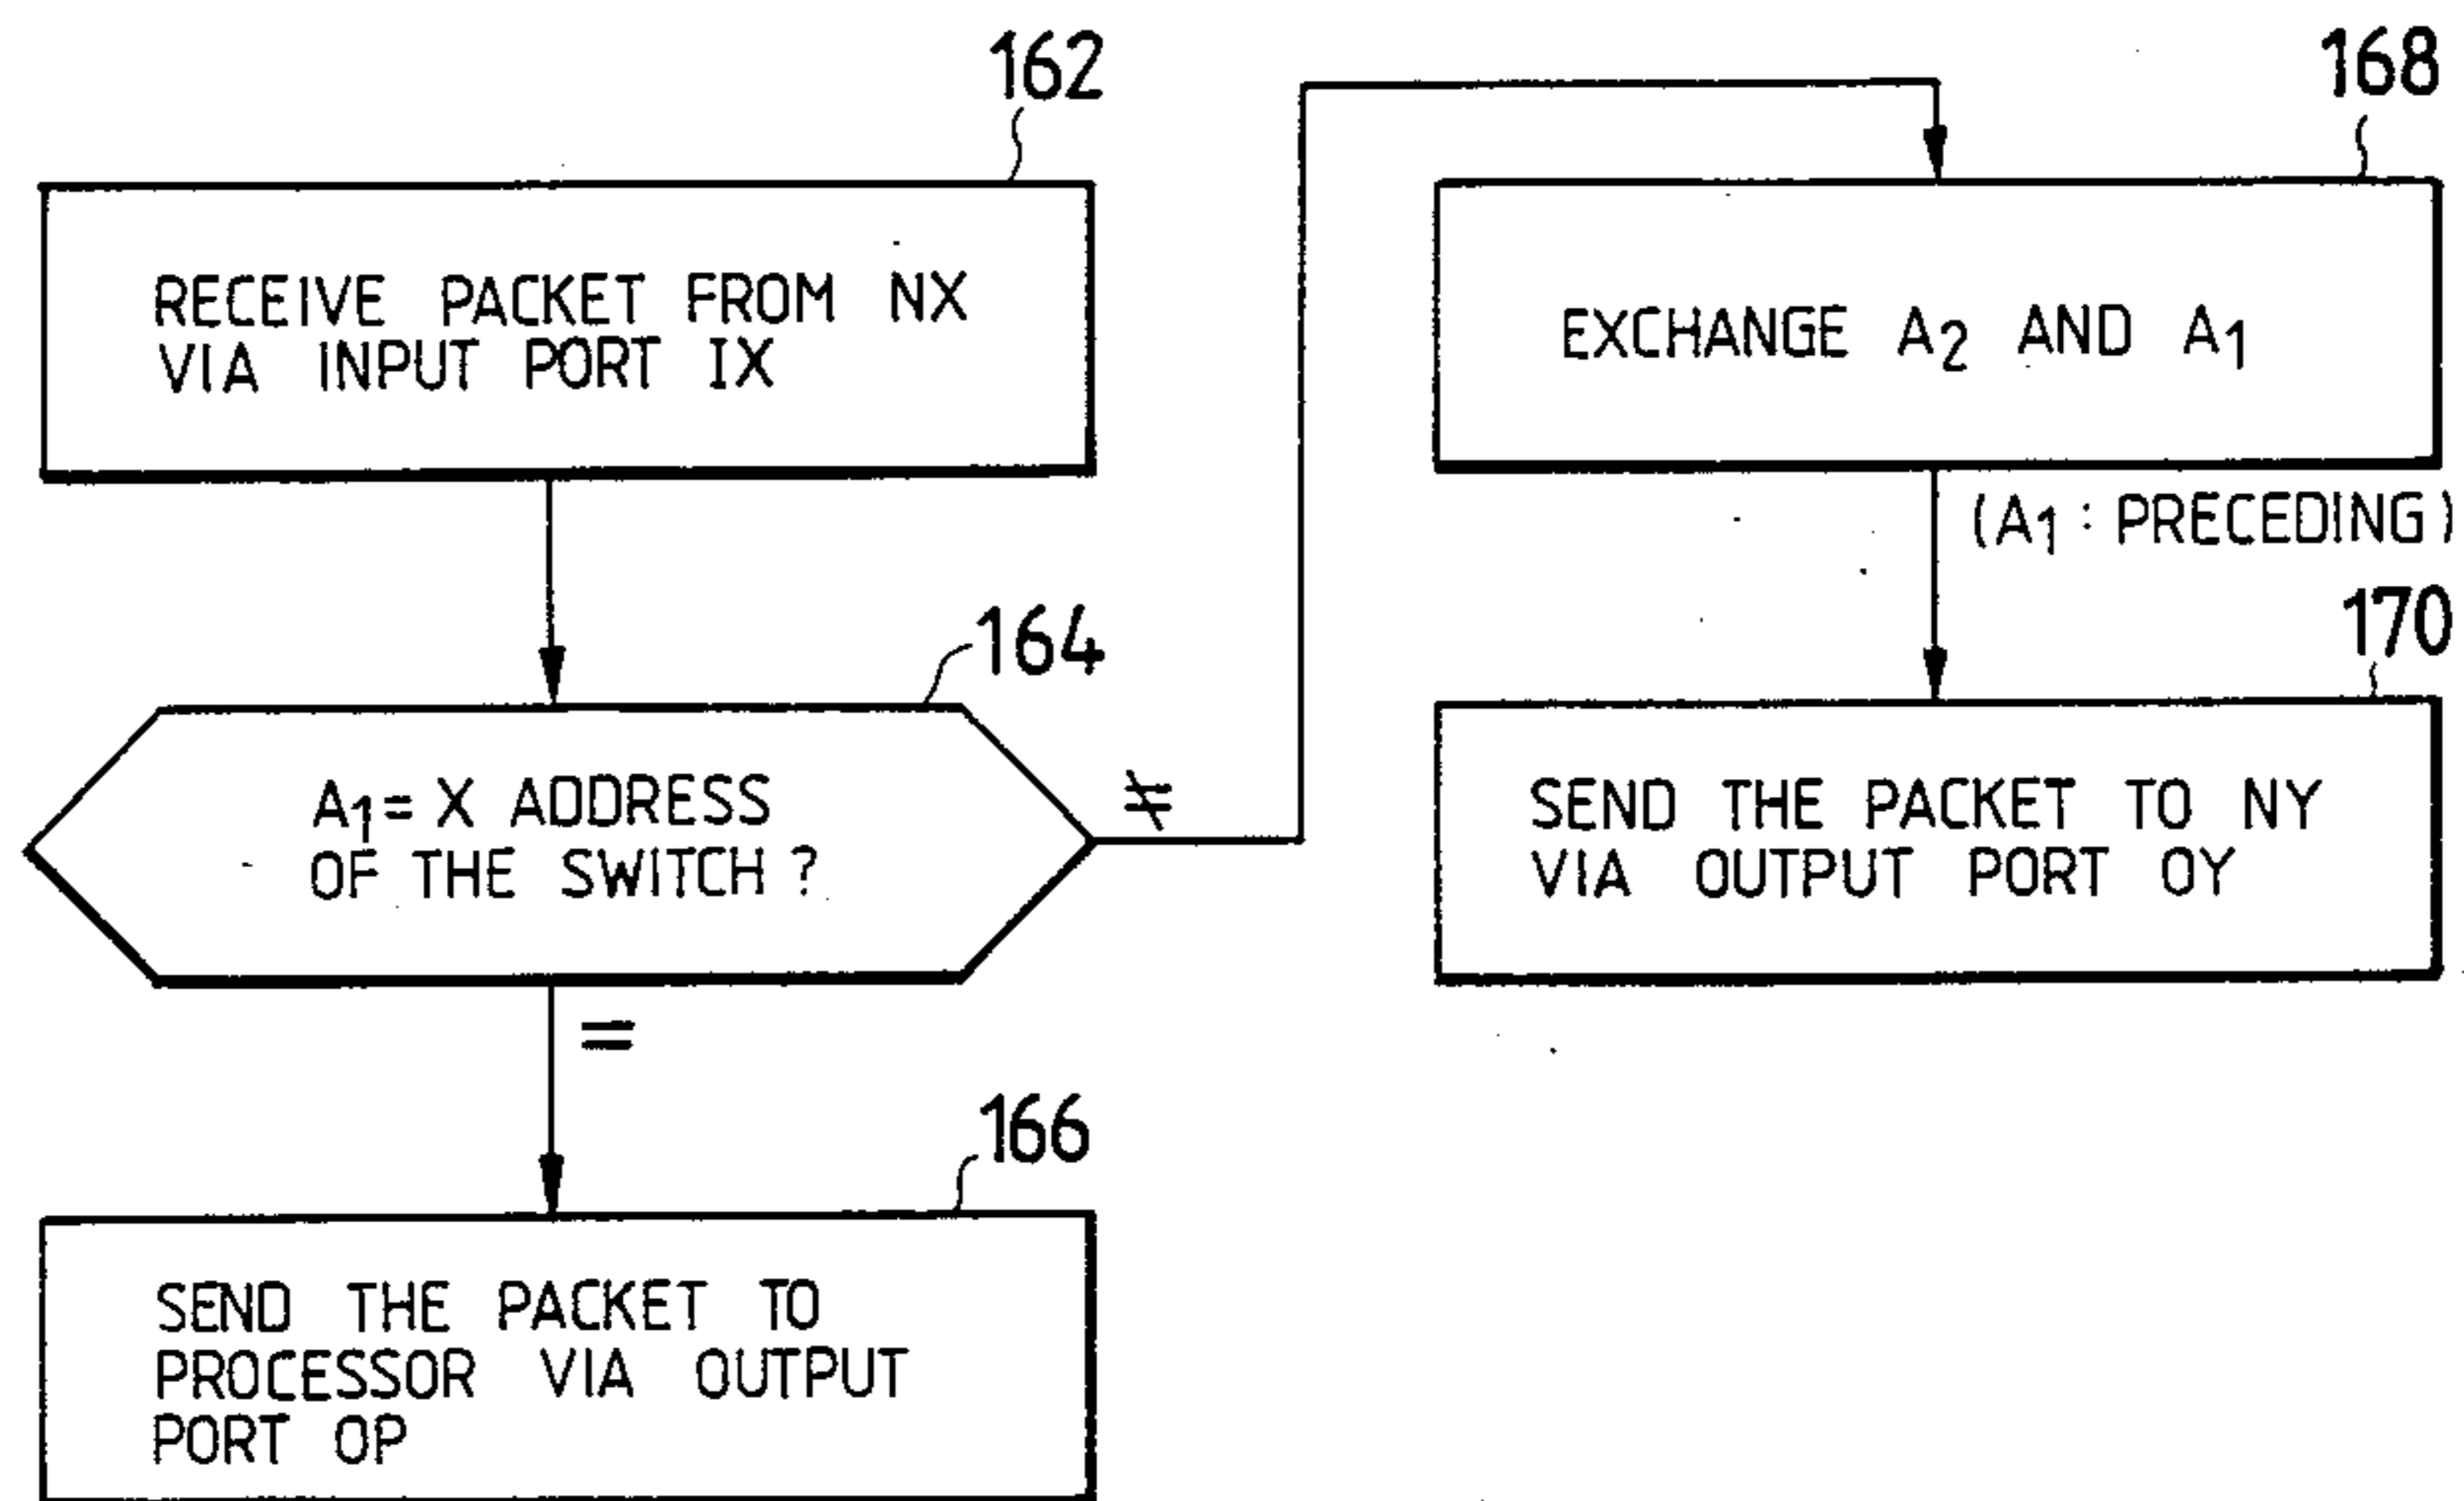 162
RECEIVE PACKET FROM NX
VIA INPUT PORT IX
164
A₁ = X ADDRESS
OF THE SWITCH ?
≠
=
166
SEND THE PACKET TO
PROCESSOR VIA OUTPUT
PORT OP
168
EXCHANGE A₂ AND A₁
(A₁ : PRECEDING)
170
SEND THE PACKET TO NY
VIA OUTPUT PORT OY